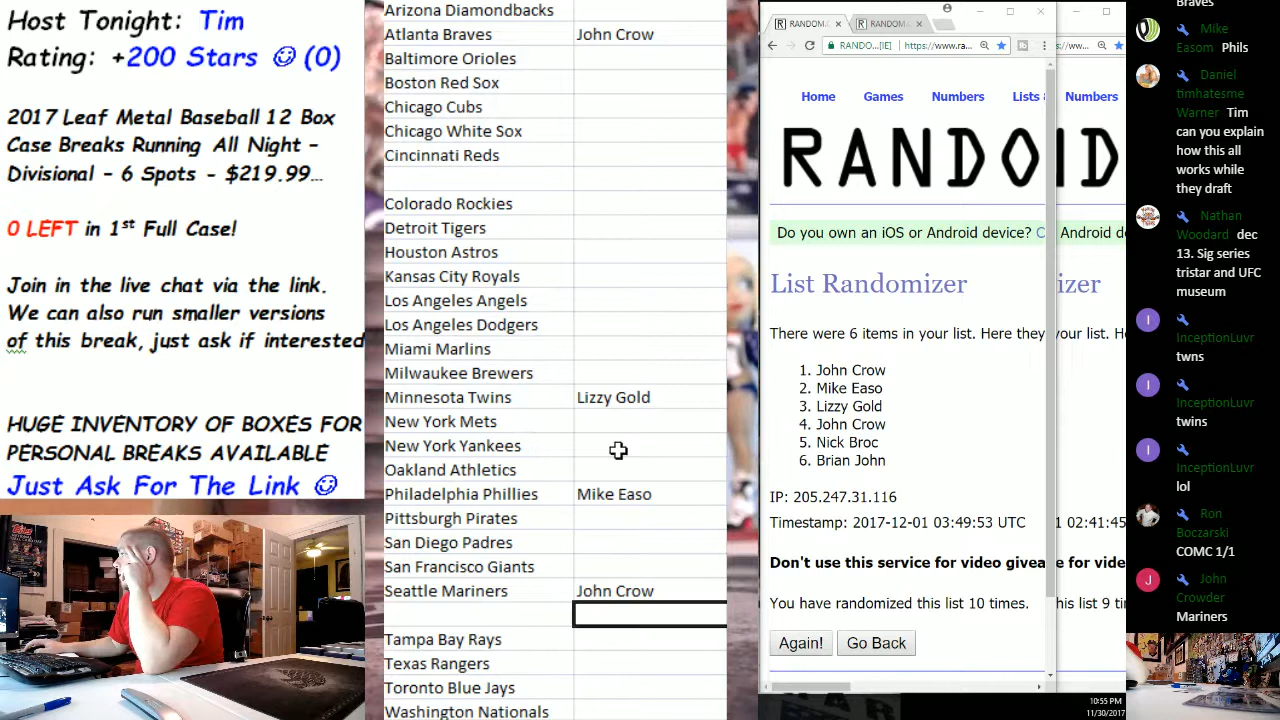 Host Tonight: Tim
Rating: +200 Stars ☺ (0)
2017 Leaf Metal Baseball 12 Box
Case Breaks Running All Night –
Divisional – 6 Spots – $219.99…
0 LEFT in 1st Full Case!
Join in the live chat via the link.
We can also run smaller versions
of this break, just ask if interested
HUGE INVENTORY OF BOXES FOR
PERSONAL BREAKS AVAILABLE
Just Ask For The Link ☺
Arizona Diamondbacks
Atlanta Braves John Crow
Baltimore Orioles
Boston Red Sox
Chicago Cubs
Chicago White Sox
Cincinnati Reds
Colorado Rockies
Detroit Tigers
Houston Astros
Kansas City Royals
Los Angeles Angels
Los Angeles Dodgers
Miami Marlins
Milwaukee Brewers
Minnesota Twins Lizzy Gold
New York Mets
New York Yankees
Oakland Athletics
Philadelphia Phillies Mike Easo
Pittsburgh Pirates
San Diego Padres
San Francisco Giants
Seattle Mariners John Crow
Tampa Bay Rays
Texas Rangers
Toronto Blue Jays
Washington Nationals
RANDOM RANDOM
RANDO...[IE] https://www.ra...
Home Games Numbers Lists Numbers
RANDO
Do you own an iOS or Android device? Android de
List Randomizer izer
There were 6 items in your list. Here they your list. He
1. John Crow
2. Mike Easo
3. Lizzy Gold
4. John Crow
5. Nick Broc
6. Brian John
IP: 205.247.31.116
Timestamp: 2017-12-01 03:49:53 UTC 1 02:41:45
Don't use this service for video givea e for vide
You have randomized this list 10 times. his list 9 ti
Again! Go Back
10:55 PM
11/30/2017
Braves
Mike
Easom Phils
Daniel
timhatesme
Warner Tim
can you explain
how this all
works while
they draft
Nathan
Woodard dec
13. Sig series
tristar and UFC
museum
InceptionLuvr
twns
InceptionLuvr
twins
InceptionLuvr
lol
Ron
Boczarski
COMC 1/1
John
Crowder
Mariners